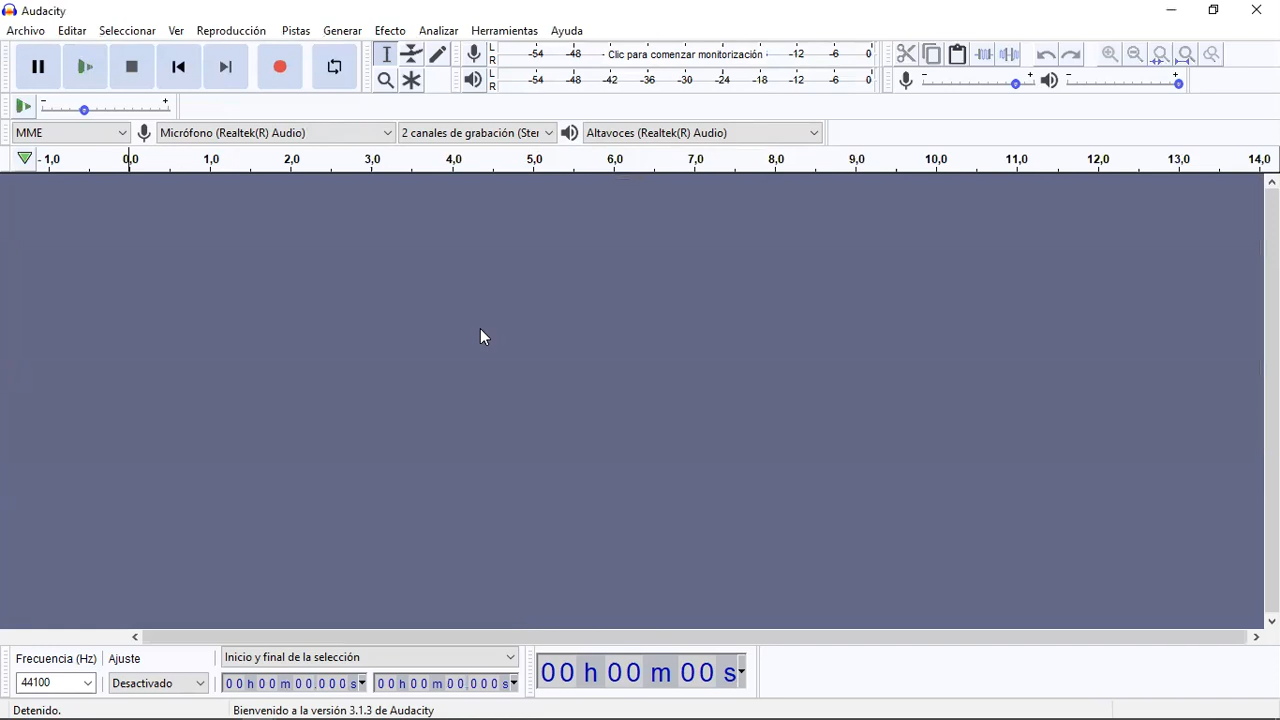 Audacity
Archivo Editar Seleccionar Ver Reproducción Pistas Generar Efecto Analizar Herramientas Ayuda
L R -54 -48 - Clic para comenzar monitorización -12 -6 0
L R -54 -48 -42 -36 -30 -24 -18 -12 -6 0
MME Micrófono (Realtek(R) Audio) 2 canales de grabación (Ster Altavoces (Realtek(R) Audio)
- 1,0 0,0 1,0 2,0 3,0 4,0 5,0 6,0 7,0 8,0 9,0 10,0 11,0 12,0 13,0 14,0
Frecuencia (Hz) Ajuste Inicio y final de la selección
44100 Desactivado 00 h 00 m 00.000 s 00 h 00 m 00.000 s 00 h 00 m 00 s
Detenido. Bienvenido a la versión 3.1.3 de Audacity